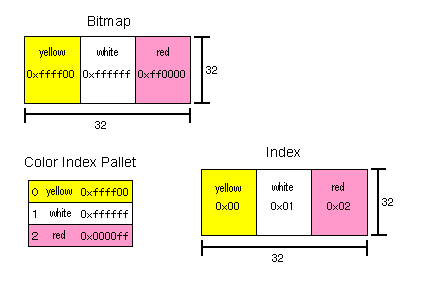 Bitmap
yellow white red
0xffff00 0xffffff 0xff0000
32
32
Color Index Pallet
0 yellow 0xffff00
1 white 0xffffff
2 red 0x0000ff
Index
yellow white red
0x00 0x01 0x02
32
32